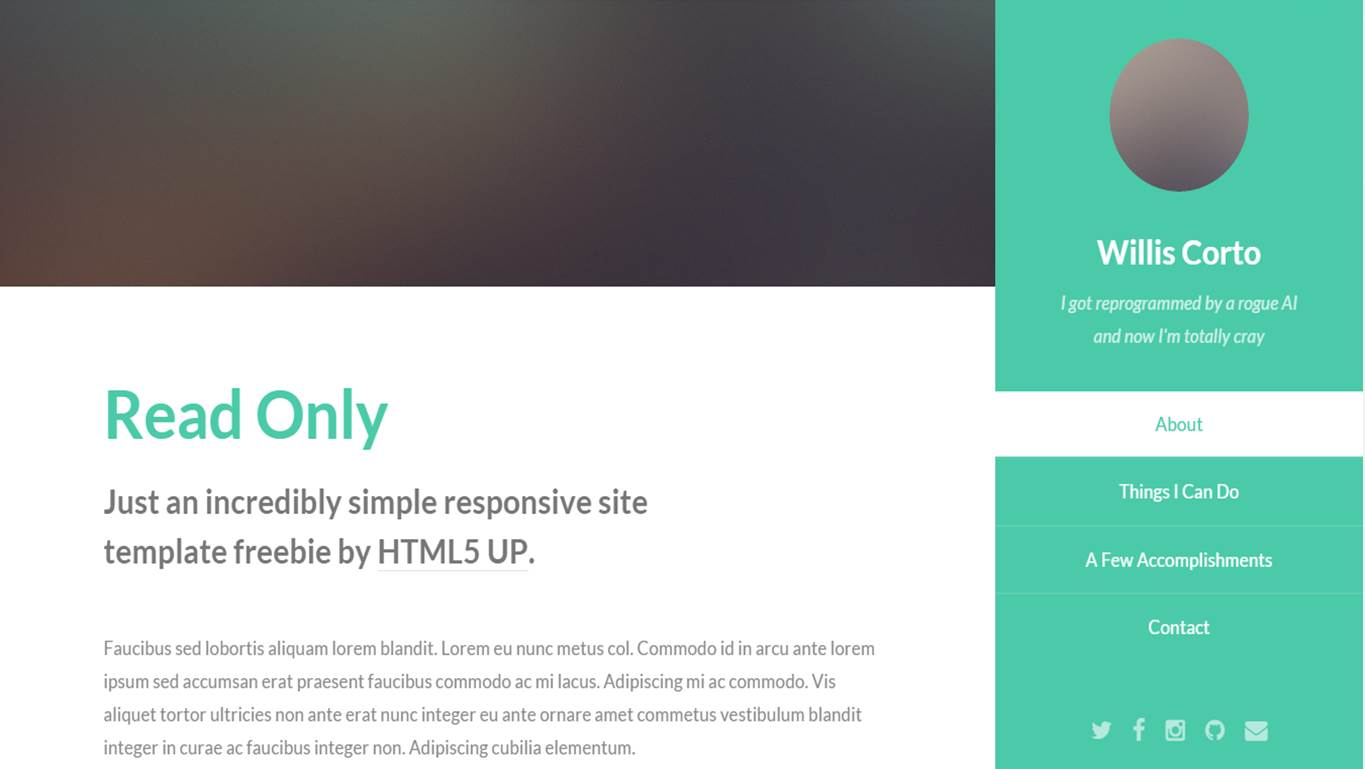 Read Only
Just an incredibly simple responsive site
template freebie by HTML5 UP.
Faucibus sed lobortis aliquam lorem blandit. Lorem eu nunc metus col. Commodo id in arcu ante lorem
ipsum sed accumsan erat praesent faucibus commodo ac mi lacus. Adipiscing mi ac commodo. Vis
aliquet tortor ultricies non ante erat nunc integer eu ante ornare amet commetus vestibulum blandit
integer in curae ac faucibus integer non. Adipiscing cubilia elementum.
Willis Corto
I got reprogrammed by a rogue AI
and now I'm totally cray
About
Things I Can Do
A Few Accomplishments
Contact